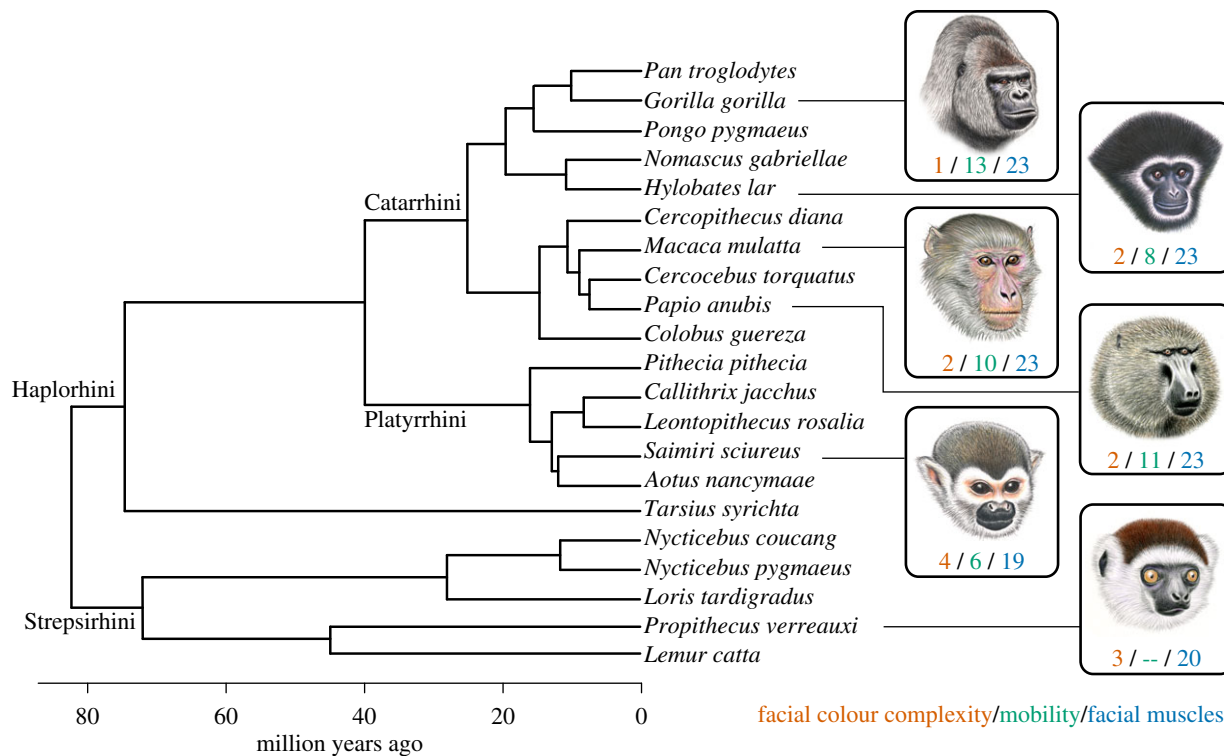 Pan troglodytes
Gorilla gorilla
Pongo pygmaeus
Nomascus gabriellae
Hylobates lar
Cercopithecus diana
Macaca mulatta
Cercocebus torquatus
Papio anubis
Colobus guereza
Pithecia pithecia
Callithrix jacchus
Leontopithecus rosalia
Saimiri sciureus
Aotus nancymaae
Tarsius syrichta
Nycticebus coucang
Nycticebus pygmaeus
Loris tardigradus
Propithecus verreauxi
Lemur catta
Catarrhini
Platyrrhini
Haplorhini
Strepsirhini
1 / 13 / 23
2 / 8 / 23
2 / 10 / 23
2 / 11 / 23
4 / 6 / 19
3 / -- / 20
80 60 40 20 0
million years ago
facial colour complexity/mobility/facial muscles